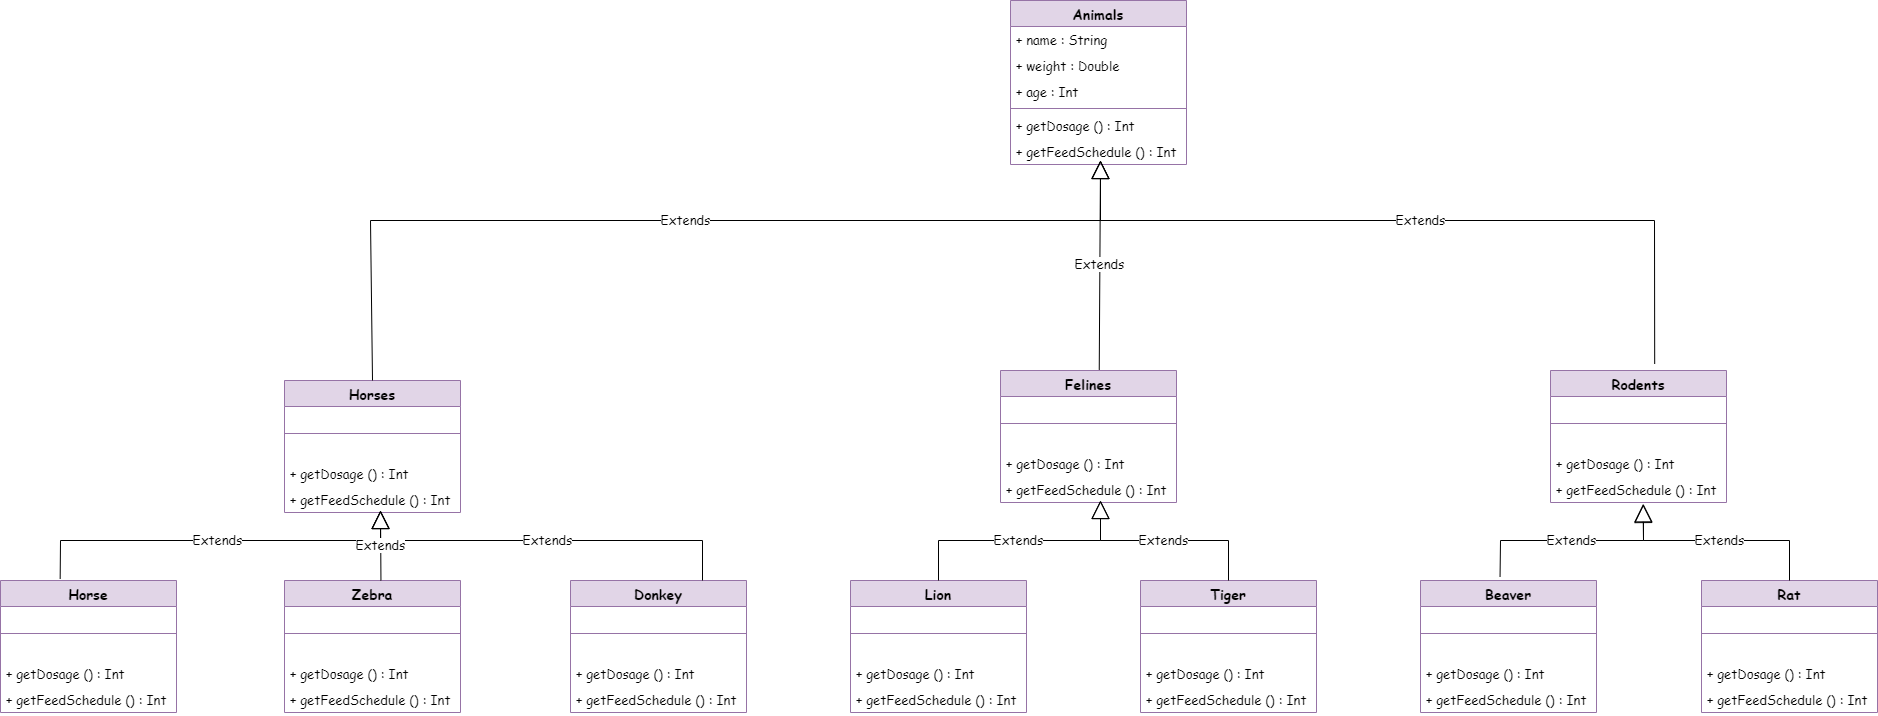 Animals
+ name : String
+ weight : Double
+ age : Int
+ getDosage () : Int
+ getFeedSchedule () : Int
Extends
Extends
Extends
Horses
+ getDosage () : Int
+ getFeedSchedule () : Int
Felines
+ getDosage () : Int
+ getFeedSchedule () : Int
Rodents
+ getDosage () : Int
+ getFeedSchedule () : Int
Extends
Extends
Extends
Extends
Extends
Extends
Extends
Horse
+ getDosage () : Int
+ getFeedSchedule () : Int
Zebra
+ getDosage () : Int
+ getFeedSchedule () : Int
Donkey
+ getDosage () : Int
+ getFeedSchedule () : Int
Lion
+ getDosage () : Int
+ getFeedSchedule () : Int
Tiger
+ getDosage () : Int
+ getFeedSchedule () : Int
Beaver
+ getDosage () : Int
+ getFeedSchedule () : Int
Rat
+ getDosage () : Int
+ getFeedSchedule () : Int